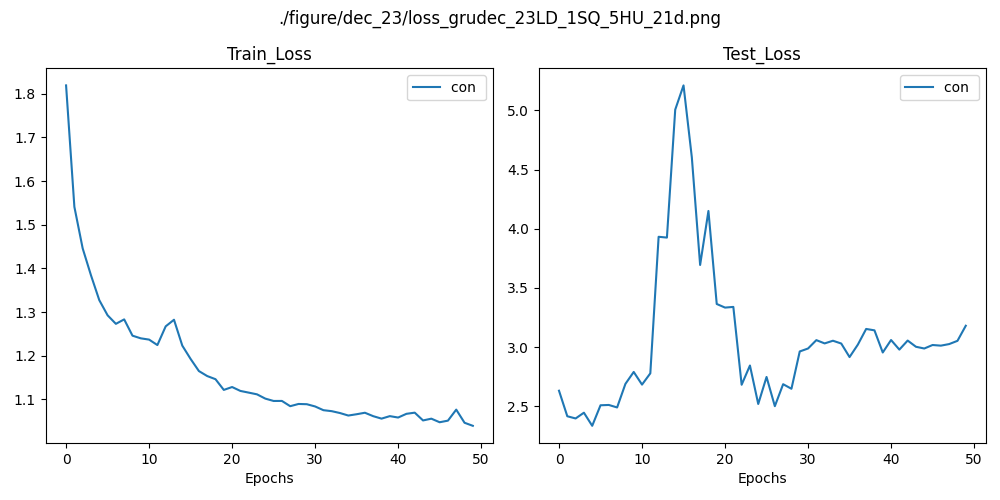 ./figure/dec_23/loss_grudec_23LD_1SQ_5HU_21d.png
Train_Loss
con
1.8
1.7
1.6
1.5
1.4
1.3
1.2
1.1
0 10 20 30 40 50
Epochs
Test_Loss
con
5.0
4.5
4.0
3.5
3.0
2.5
0 10 20 30 40 50
Epochs